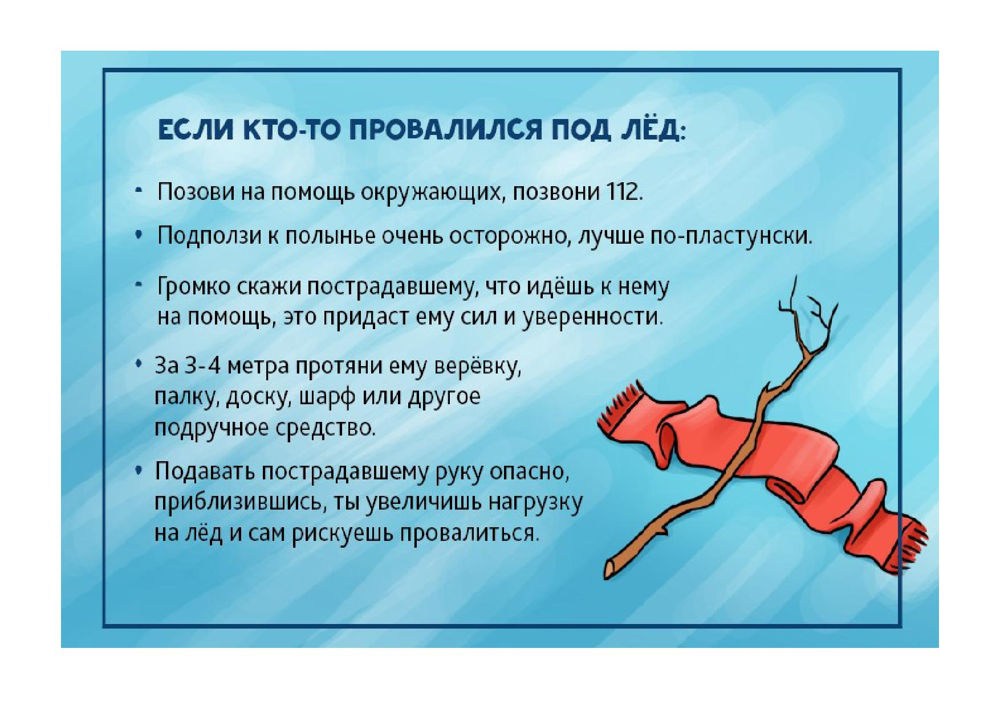 ЕСЛИ КТО-ТО ПРОВАЛИЛСЯ ПОД ЛЁД:
• Позови на помощь окружающих, позвони 112.
• Подползи к полынье очень осторожно, лучше по-пластунски.
• Громко скажи пострадавшему, что идёшь к нему
на помощь, это придаст ему сил и уверенности.
• За 3-4 метра протяни ему верёвку,
палку, доску, шарф или другое
подручное средство.
• Подавать пострадавшему руку опасно,
приблизившись, ты увеличишь нагрузку
на лёд и сам рискуешь провалиться.